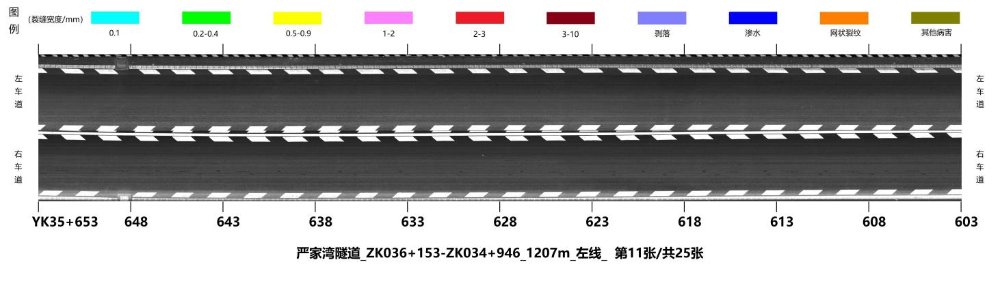 图例
(裂缝宽度/mm)
0.1 0.2-0.4 0.5-0.9 1-2 2-3 3-10 剥落 渗水 网状裂纹 其他病害
左车道 左车道
右车道 右车道
YK35+653 648 643 638 633 628 623 618 613 608 603
严家湾隧道_ZK036+153-ZK034+946_1207m_左线_ 第11张/共25张